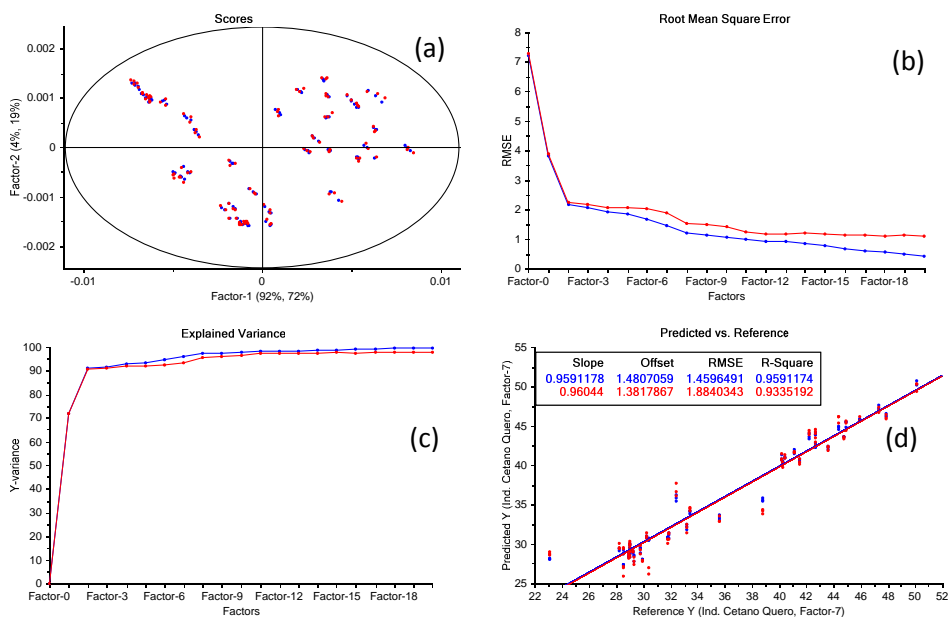 Scores
(a)
0.002
0.001
0
-0.001
-0.002
Factor-2 (4%, 19%)
-0.01
0
0.01
Factor-1 (92%, 72%)
Root Mean Square Error
(b)
8
7
6
5
4
3
2
1
0
RMSE
Factor-0
Factor-3
Factor-6
Factor-9
Factor-12
Factor-15
Factor-18
Factors
Explained Variance
(c)
100
90
80
70
60
50
40
30
20
10
0
Y-variance
Factor-0
Factor-3
Factor-6
Factor-9
Factor-12
Factor-15
Factor-18
Factors
Predicted vs. Reference
Slope Offset RMSE R-Square
0.9591178 1.4807059 1.4596491 0.9591174
0.96044 1.3817867 1.8840343 0.9335192
(d)
50
45
40
35
30
25
Predicted Y (Ind. Cetano Quero, Factor-7)
22 24 26 28 30 32 34 36 38 40 42 44 46 48 50 52
Reference Y (Ind. Cetano Quero, Factor-7)